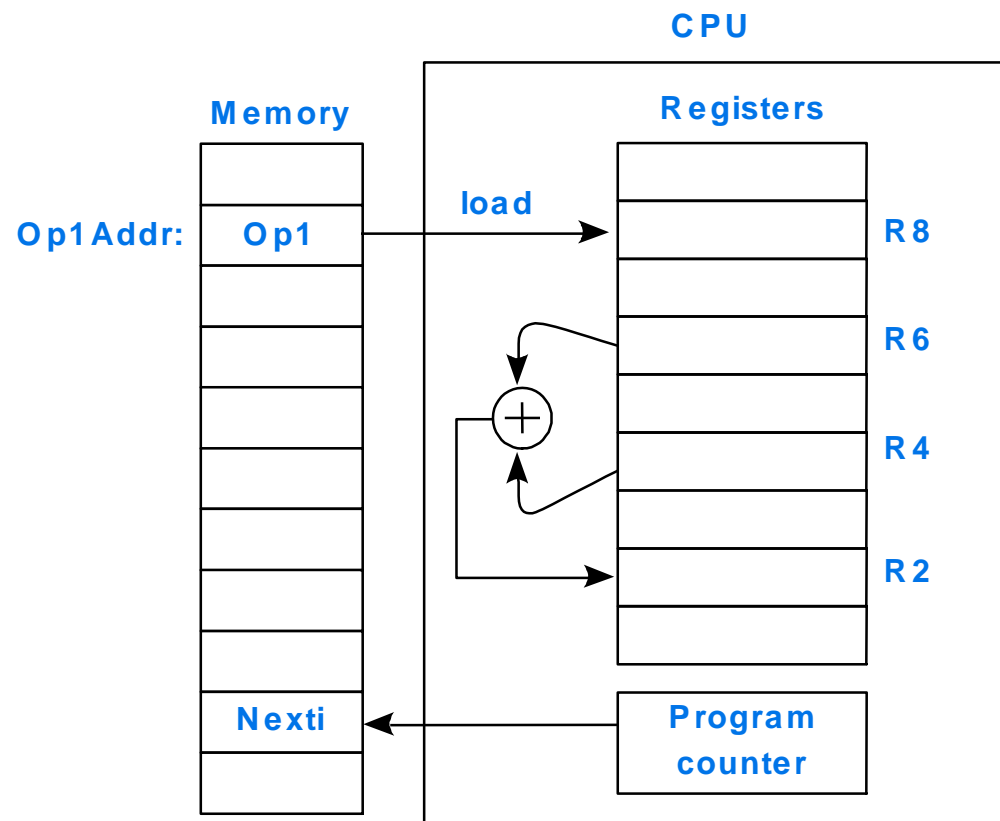 CPU
Memory
Registers
load
Op1Addr:
Op1
R8
R6
R4
R2
Nexti
Program
counter